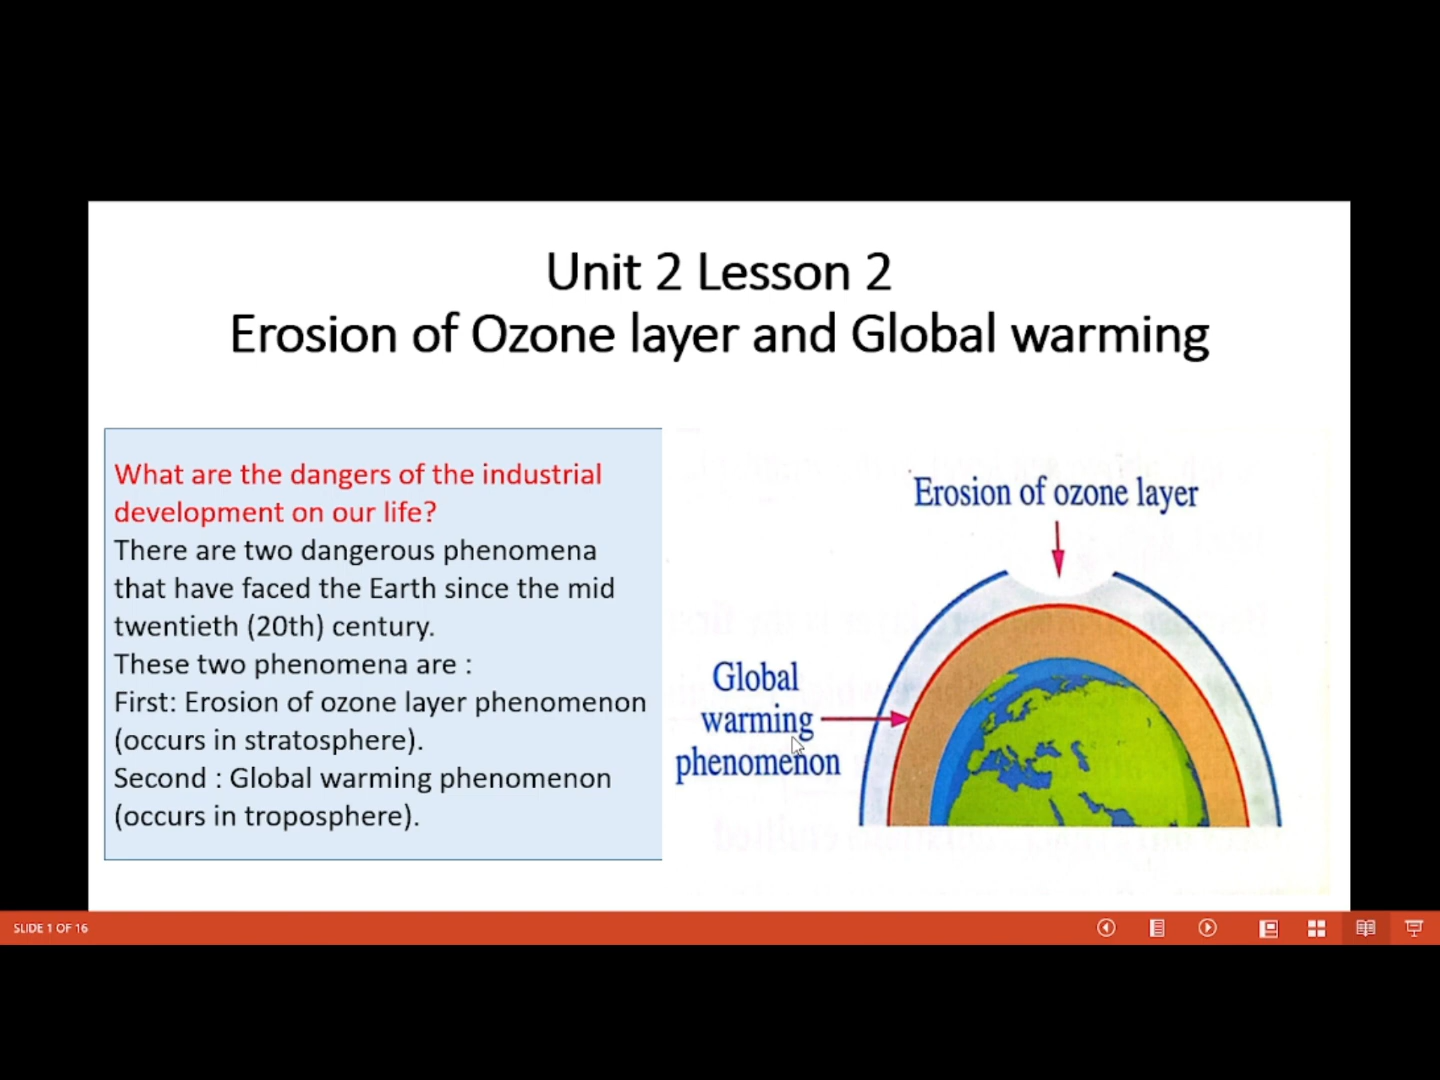 Unit 2 Lesson 2
Erosion of Ozone layer and Global warming
What are the dangers of the industrial
development on our life?
There are two dangerous phenomena
that have faced the Earth since the mid
twentieth (20th) century.
These two phenomena are :
First: Erosion of ozone layer phenomenon
(occurs in stratosphere).
Second : Global warming phenomenon
(occurs in troposphere).
Erosion of ozone layer
Global
warming
phenomenon
SLIDE 1 OF 16